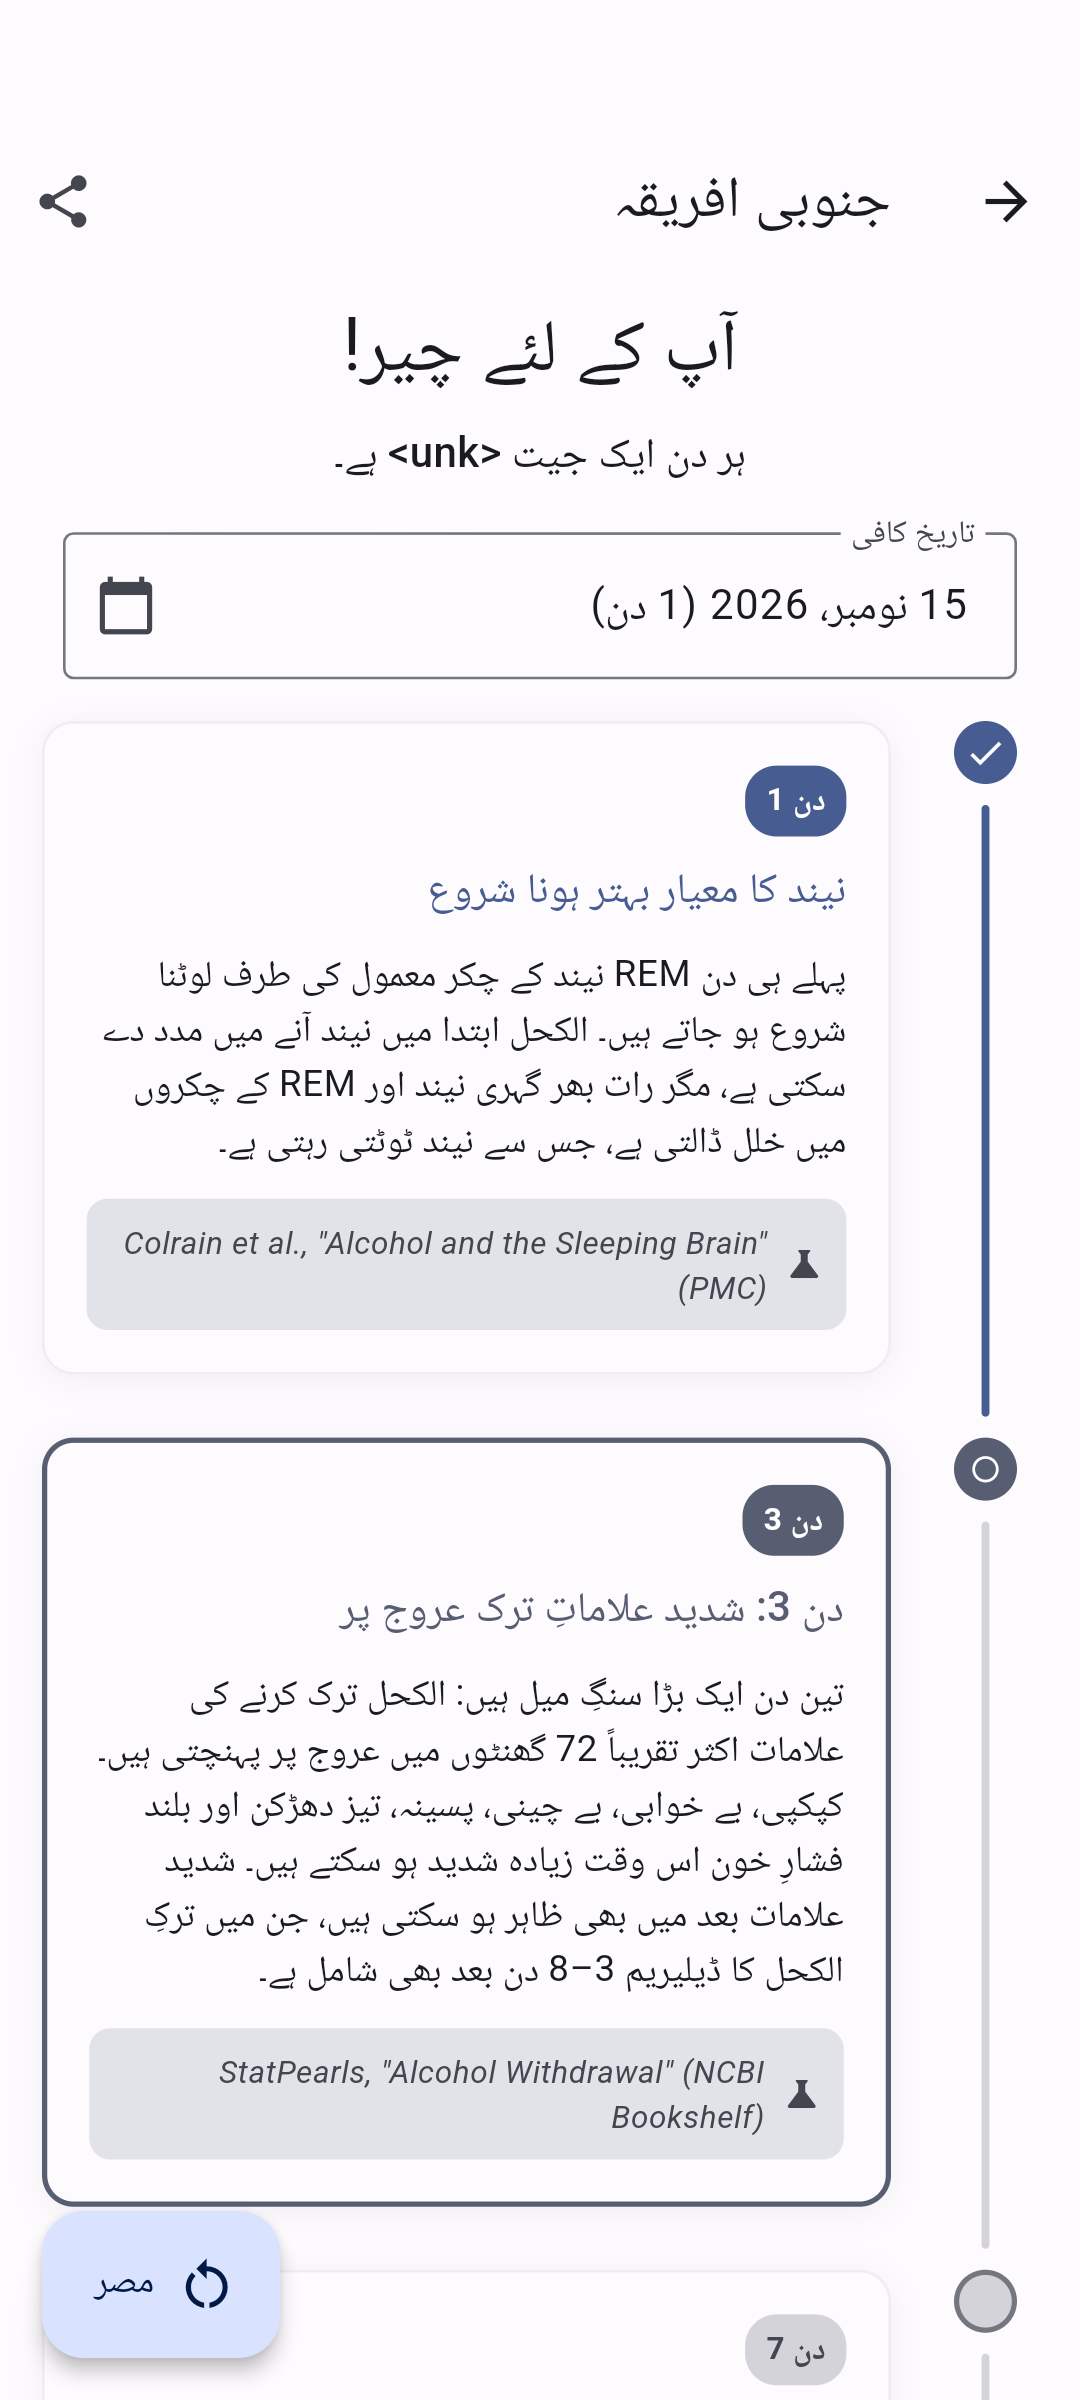 جنوبی افریقہ
آپ کے لئے چیر!
ہر دن ایک جیت <unk> ہے۔
تاریخ کافی
15 نومبر، 2026 (1 دن)
دن 1
نیند کا معیار بہتر ہونا شروع
پہلے ہی دن REM نیند کے چکر معمول کی طرف لوٹنا
شروع ہو جاتے ہیں۔ الکحل ابتدا میں نیند آنے میں مدد دے
سکتی ہے، مگر رات بھر گہری نیند اور REM کے چکروں
میں خلل ڈالتی ہے، جس سے نیند ٹوٹتی رہتی ہے۔
Colrain et al., "Alcohol and the Sleeping Brain"
(PMC)
دن 3
دن 3: شدید علاماتِ ترک عروج پر
تین دن ایک بڑا سنگِ میل ہیں: الکحل ترک کرنے کی
علامات اکثر تقریباً 72 گھنٹوں میں عروج پر پہنچتی ہیں۔
کپکپی، بے خوابی، بے چینی، پسینہ، تیز دھڑکن اور بلند
فشارِ خون اس وقت زیادہ شدید ہو سکتے ہیں۔ شدید
علامات بعد میں بھی ظاہر ہو سکتی ہیں، جن میں ترکِ
الکحل کا ڈیلیریم 3–8 دن بعد بھی شامل ہے۔
StatPearls, "Alcohol Withdrawal" (NCBI
Bookshelf)
مصر
دن 7